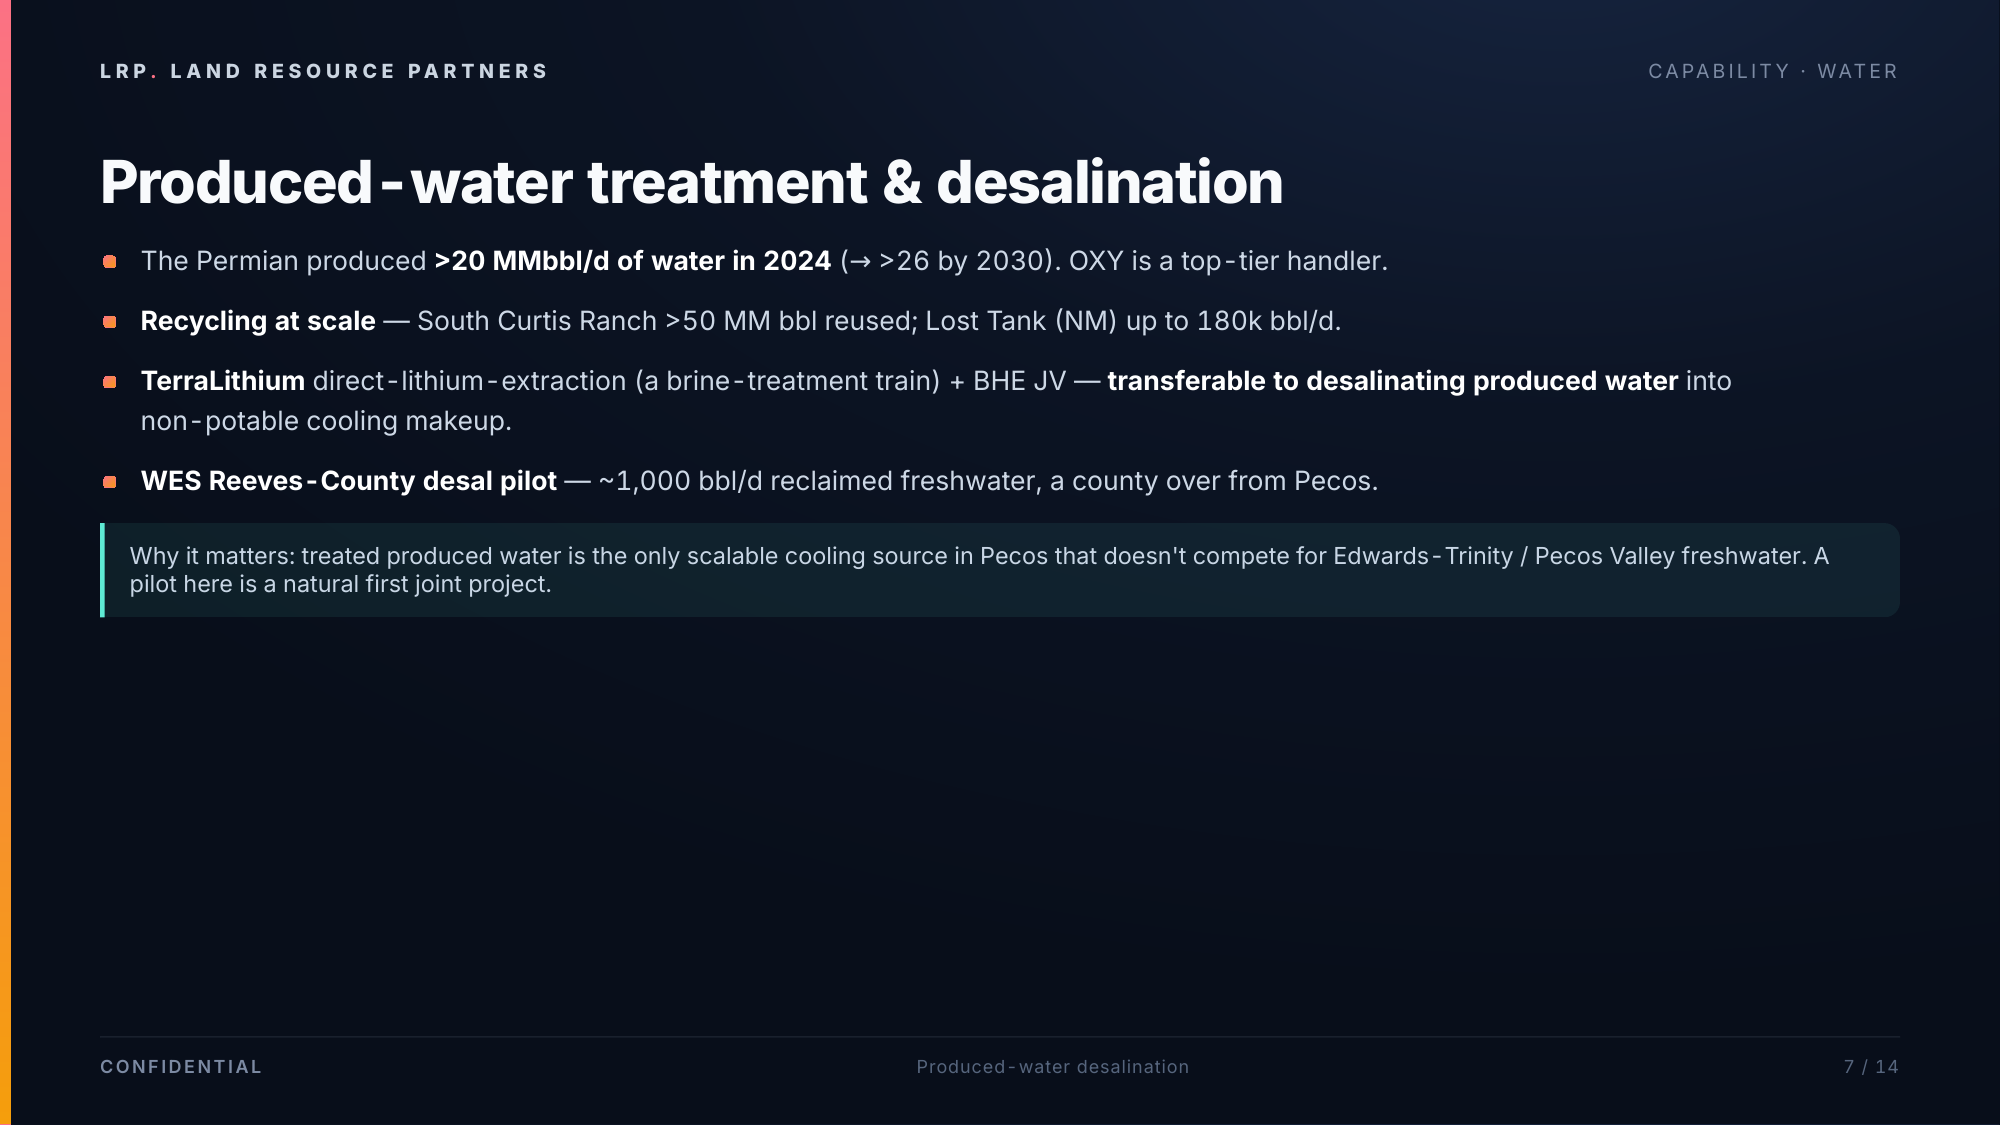 LRP. LAND RESOURCE PARTNERS
CAPABILITY · WATER
Produced-water treatment & desalination
The Permian produced >20 MMbbl/d of water in 2024 (→ >26 by 2030). OXY is a top-tier handler.
Recycling at scale — South Curtis Ranch >50 MM bbl reused; Lost Tank (NM) up to 180k bbl/d.
TerraLithium direct-lithium-extraction (a brine-treatment train) + BHE JV — transferable to desalinating produced water into
non-potable cooling makeup.
WES Reeves-County desal pilot — ~1,000 bbl/d reclaimed freshwater, a county over from Pecos.
Why it matters: treated produced water is the only scalable cooling source in Pecos that doesn't compete for Edwards-Trinity / Pecos Valley freshwater. A
pilot here is a natural first joint project.
CONFIDENTIAL
Produced-water desalination
7 / 14